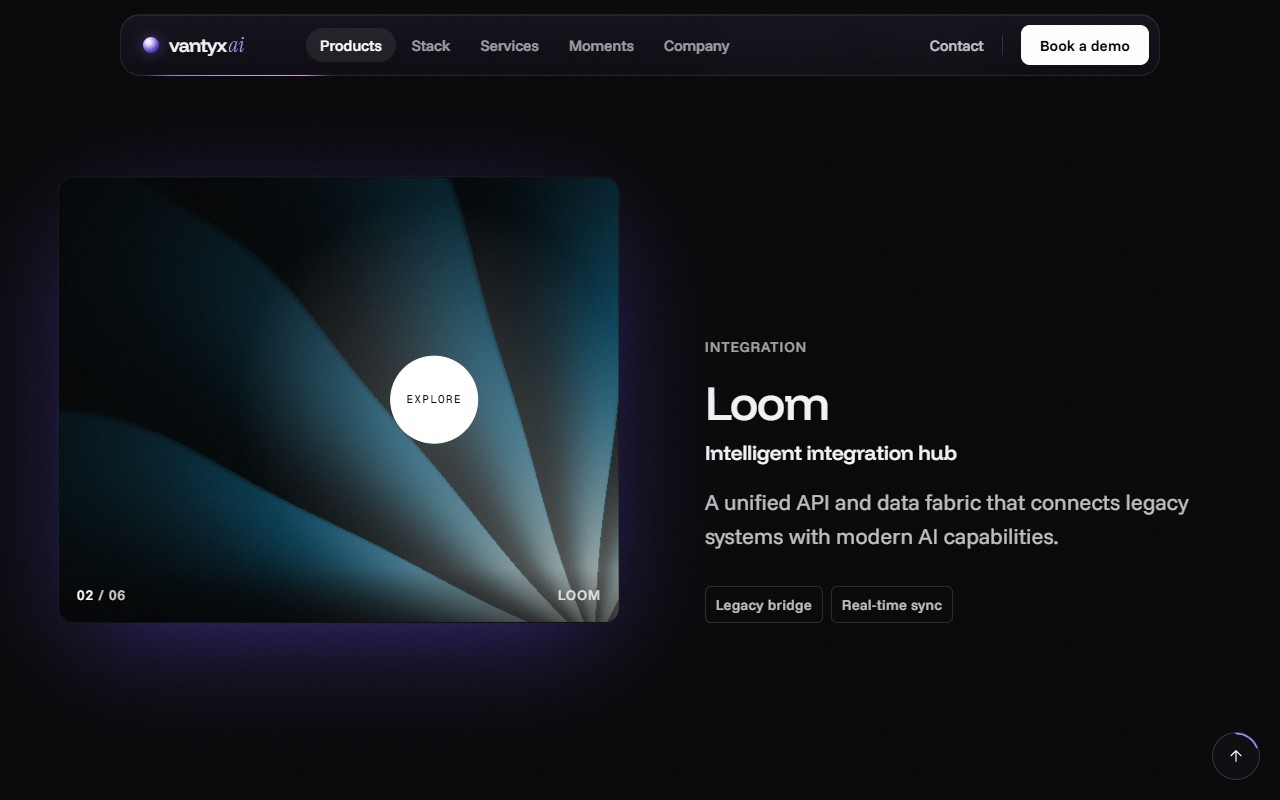 vantyxai
Products
Stack
Services
Moments
Company
Contact
Book a demo
EXPLORE
02 / 06
LOOM
INTEGRATION
Loom
Intelligent integration hub
A unified API and data fabric that connects legacy
systems with modern AI capabilities.
Legacy bridge
Real-time sync